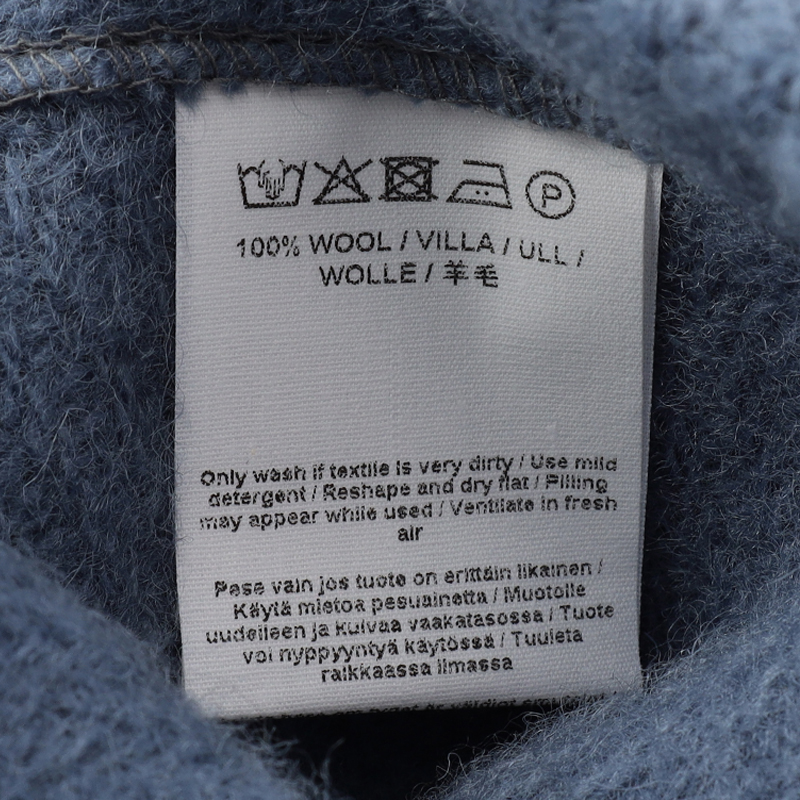 P
100% WOOL / VILLA / ULL /
WOLLE / 羊毛
Only wash if textile is very dirty / Use mild
detergent / Reshape and dry flat / Pilling
may appear while used / Ventilate in fresh
air
Pese vain jos tuote on erittäin likainen /
Käytä mietoa pesuainetta / Muotoile
uudelleen ja kuivaa vaakatasossa / Tuote
voi nyppyyntyä käytössä / Tuuleta
raikkaassa ilmassa